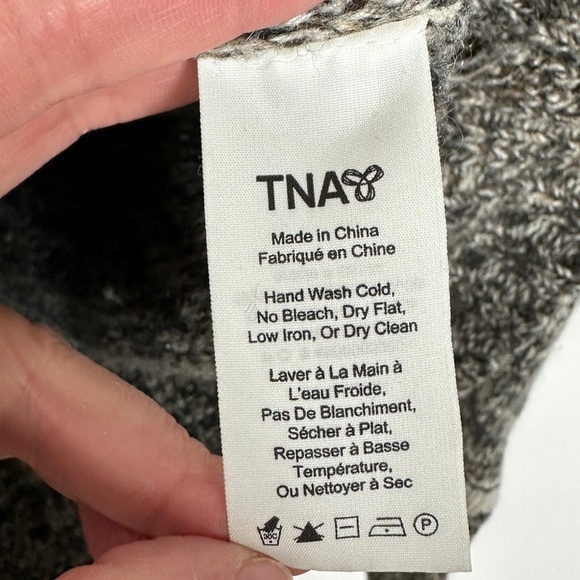 TNA
Made in China
Fabriqué en Chine
Hand Wash Cold,
No Bleach, Dry Flat,
Low Iron, Or Dry Clean
Laver à La Main à
L'eau Froide,
Pas De Blanchiment,
Sécher à Plat,
Repasser à Basse
Température,
Ou Nettoyer à Sec
30C P